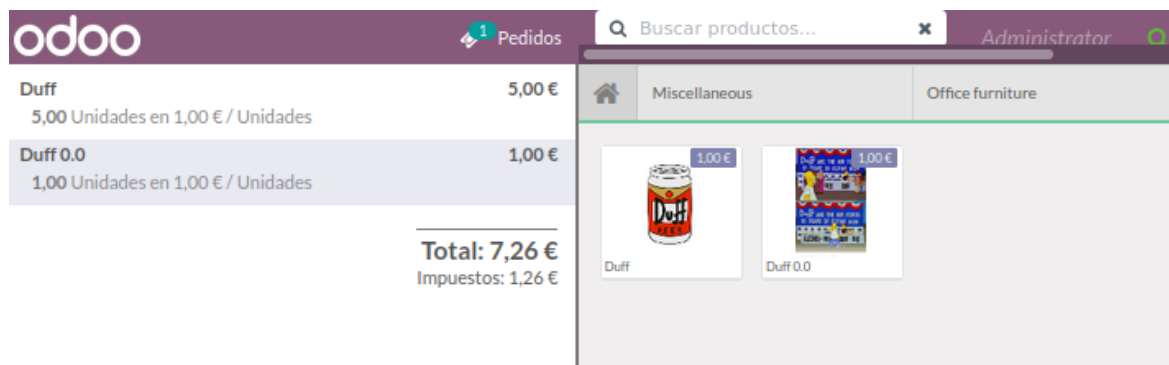 odoo
1 Pedidos
Buscar productos...
Administrator
Duff 5,00 €
5,00 Unidades en 1,00 € / Unidades
Duff 0.0 1,00 €
1,00 Unidades en 1,00 € / Unidades
Total: 7,26 €
Impuestos: 1,26 €
Miscellaneous
Office furniture
1,00 €
Duff
BEER
Duff
1,00 €
Duff 0.0